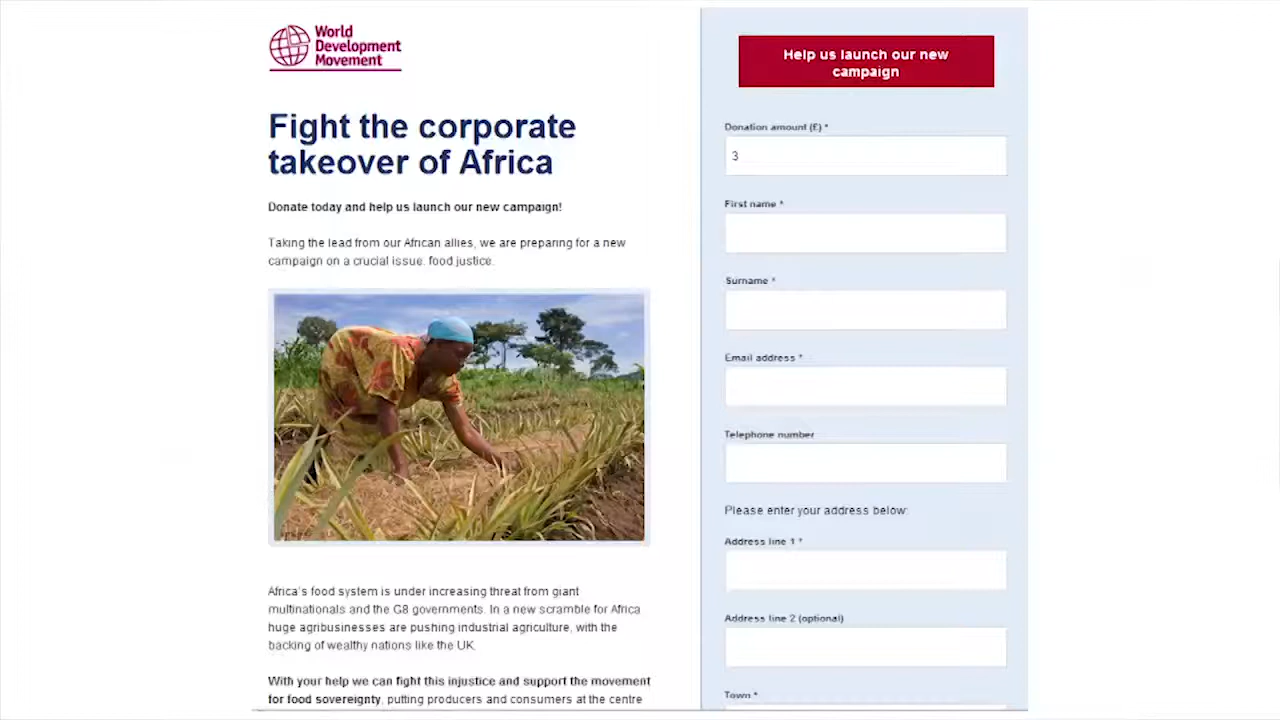 World
Development
Movement
Fight the corporate
takeover of Africa
Donate today and help us launch our new campaign!
Taking the lead from our African allies, we are preparing for a new
campaign on a crucial issue: food justice.
Africa's food system is under increasing threat from giant
multinationals and the G8 governments. In a new scramble for Africa
huge agribusinesses are pushing industrial agriculture, with the
backing of wealthy nations like the UK.
With your help we can fight this injustice and support the movement
for food sovereignty, putting producers and consumers at the centre
Help us launch our new
campaign
Donation amount (£) *
3
First name *
Surname *
Email address *
Telephone number
Please enter your address below:
Address line 1 *
Address line 2 (optional)
Town *